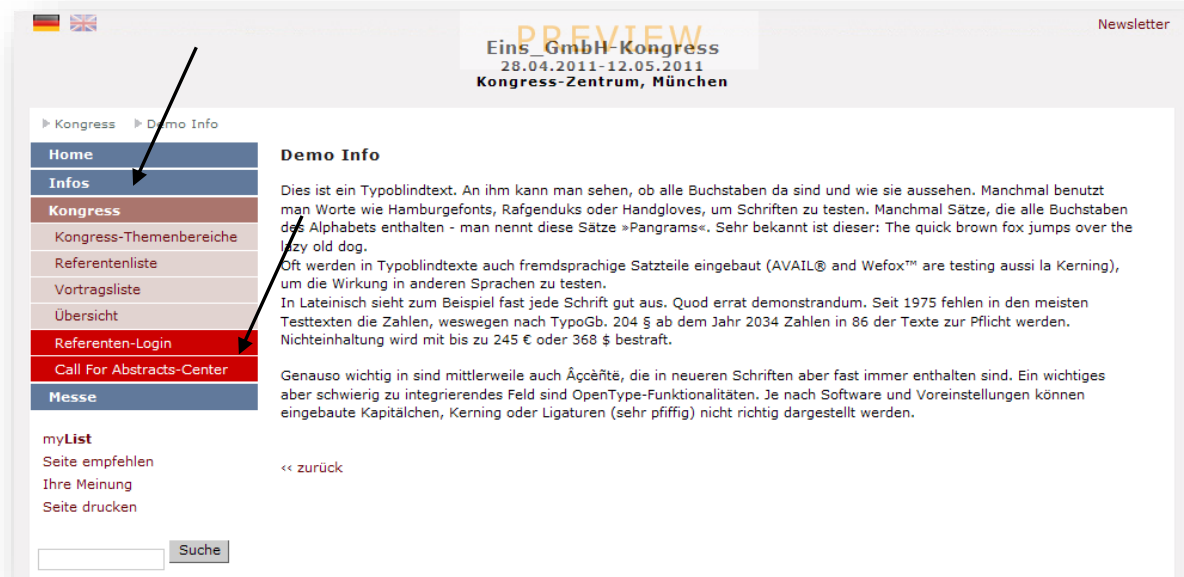 Newsletter
PREVIEW
Eins_GmbH-Kongress
28.04.2011-12.05.2011
Kongress-Zentrum, München
Kongress Demo Info
Home
Infos
Kongress
Kongress-Themenbereiche
Referentenliste
Vortragsliste
Übersicht
Referenten-Login
Call For Abstracts-Center
Messe
myList
Seite empfehlen
Ihre Meinung
Seite drucken
Suche
Demo Info
Dies ist ein Typoblindtext. An ihm kann man sehen, ob alle Buchstaben da sind und wie sie aussehen. Manchmal benutzt
man Worte wie Hamburgefonts, Rafgenduks oder Handgloves, um Schriften zu testen. Manchmal Sätze, die alle Buchstaben
des Alphabets enthalten - man nennt diese Sätze »Pangrams«. Sehr bekannt ist dieser: The quick brown fox jumps over the
lazy old dog.
Oft werden in Typoblindtexte auch fremdsprachige Satzteile eingebaut (AVAIL® and Wefox™ are testing aussi la Kerning),
um die Wirkung in anderen Sprachen zu testen.
In Lateinisch sieht zum Beispiel fast jede Schrift gut aus. Quod errat demonstrandum. Seit 1975 fehlen in den meisten
Testtexten die Zahlen, weswegen nach TypoGb. 204 § ab dem Jahr 2034 Zahlen in 86 der Texte zur Pflicht werden.
Nichteinhaltung wird mit bis zu 245 € oder 368 $ bestraft.
Genauso wichtig in sind mittlerweile auch Âçcèñtë, die in neueren Schriften aber fast immer enthalten sind. Ein wichtiges
aber schwierig zu integrierendes Feld sind OpenType-Funktionalitäten. Je nach Software und Voreinstellungen können
eingebaute Kapitälchen, Kerning oder Ligaturen (sehr pfiffig) nicht richtig dargestellt werden.
‹‹ zurück